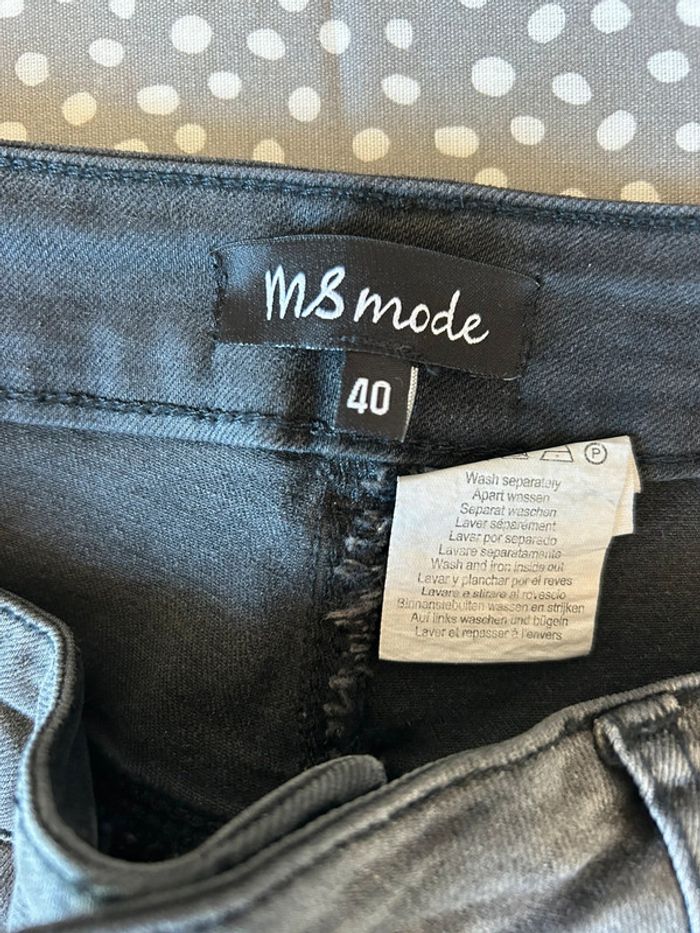 MS mode
40
P
Wash separately
Apart wassen
Separat waschen
Laver séparément
Lavar por separado
Lavare separatamente
Wash and iron inside out
Lavar y planchar por el reves
Lavare e stirare al rovescio
Binnenstebuiten wassen en strijken
Auf links waschen und bügeln
Laver et repasser à l'envers